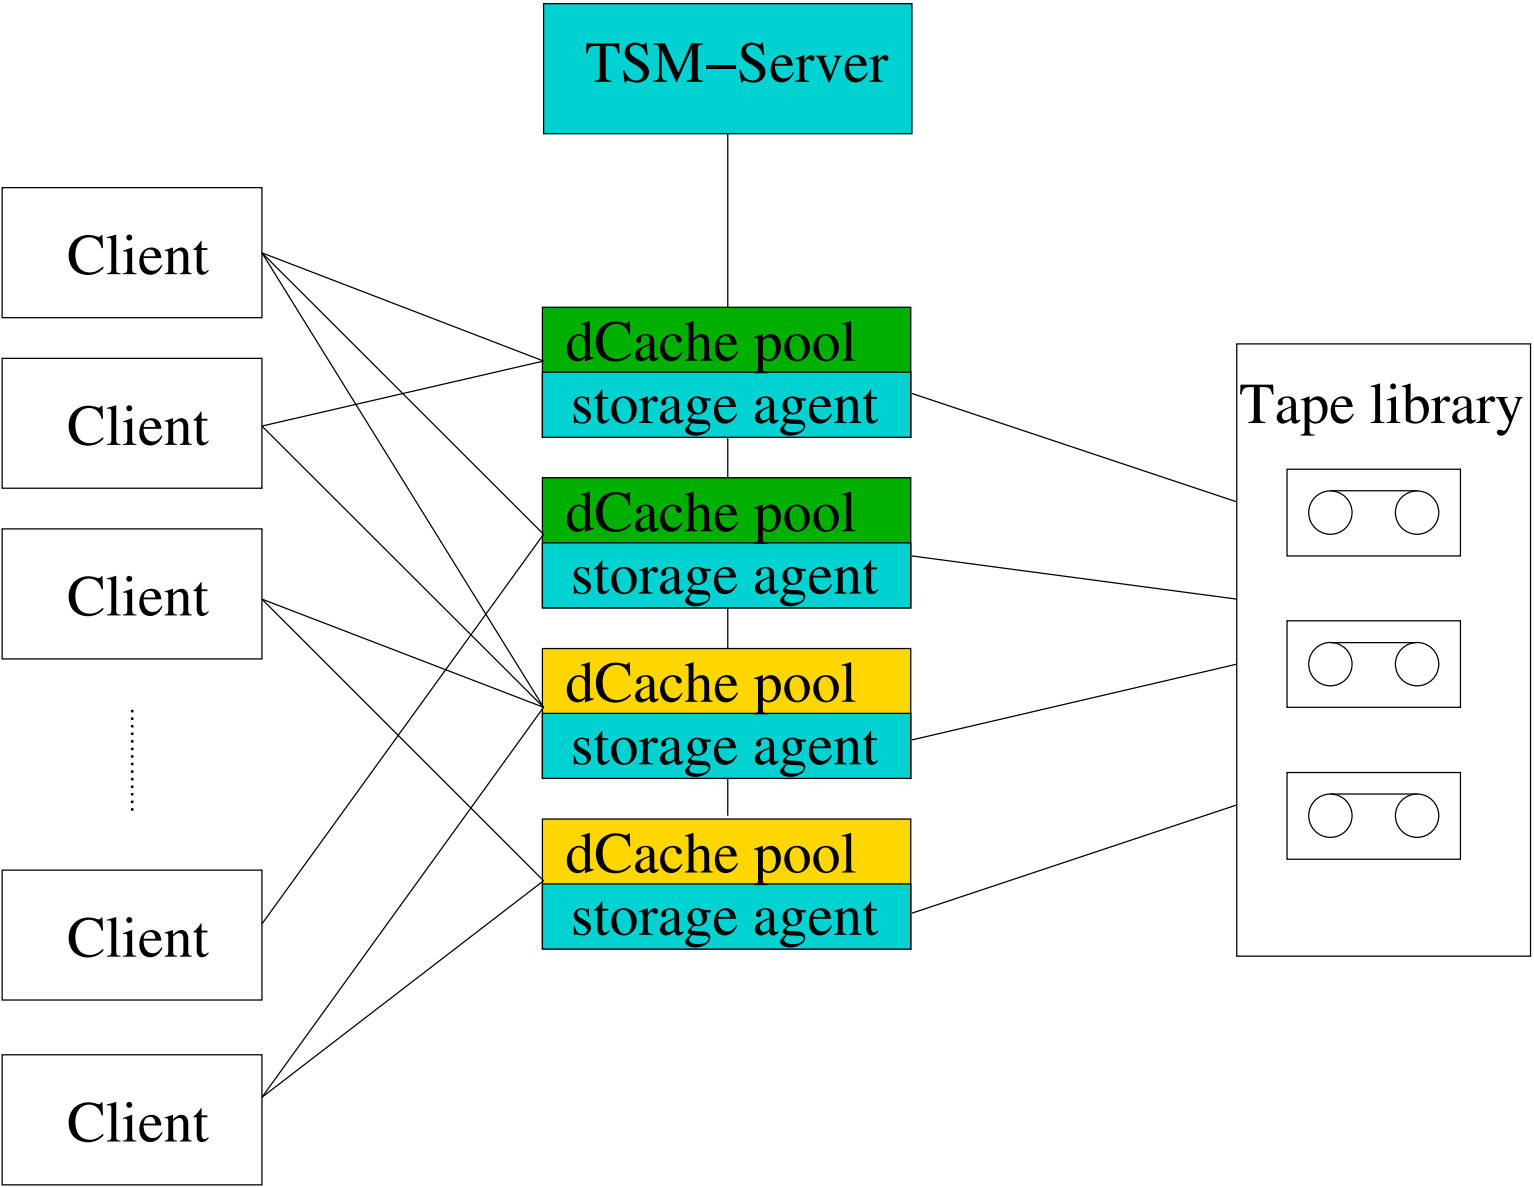 TSM–Server
Client
Client
Client
Client
Client
dCache pool
storage agent
dCache pool
storage agent
dCache pool
storage agent
dCache pool
storage agent
Tape library